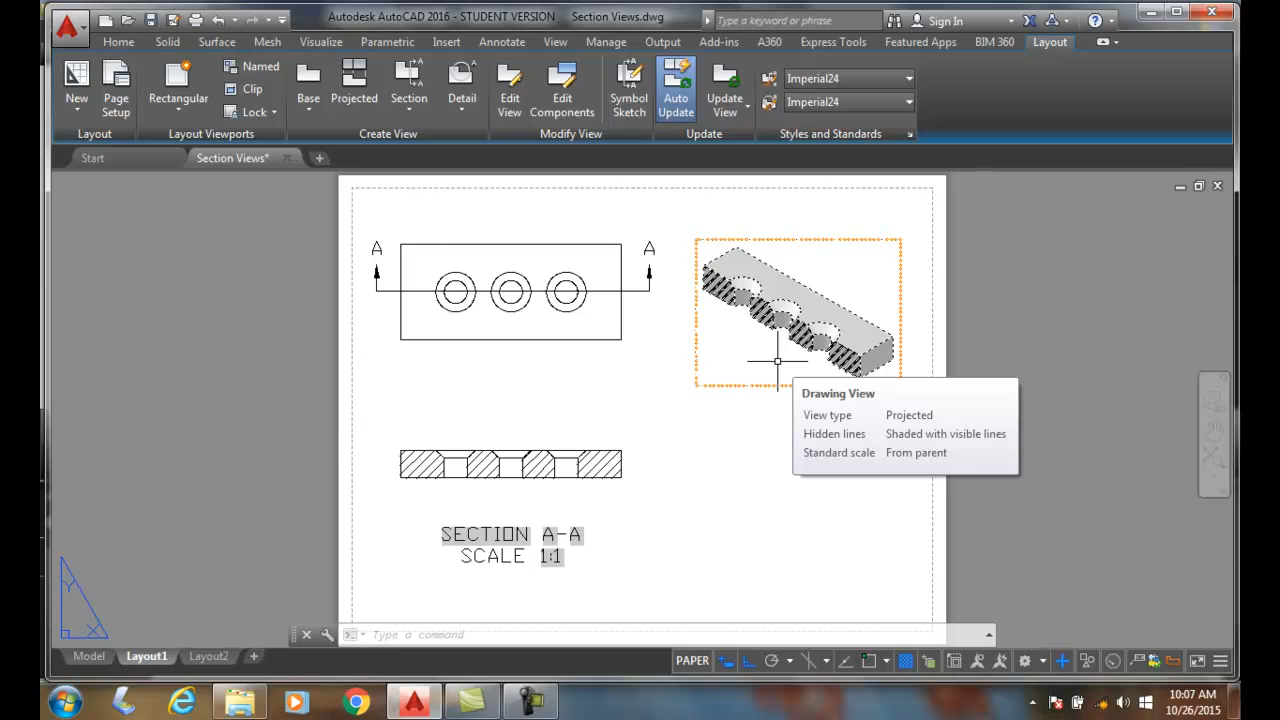 Autodesk AutoCAD 2016 - STUDENT VERSION Section Views.dwg
Type a keyword or phrase
Sign In
Home Solid Surface Mesh Visualize Parametric Insert Annotate View Manage Output Add-ins A360 Express Tools Featured Apps BIM 360 Layout
New
Page Setup
Rectangular
Named
Clip
Lock
Base
Projected
Section
Detail
Edit View
Edit Components
Symbol Sketch
Auto Update
Update View
Imperial24
Imperial24
Layout
Layout Viewports
Create View
Modify View
Update
Styles and Standards
Start
Section Views*
A A
Drawing View
View type Projected
Hidden lines Shaded with visible lines
Standard scale From parent
SECTION A-A
SCALE 1:1
Y
X
Type a command
Model Layout1 Layout2
PAPER
10:07 AM
10/26/2015